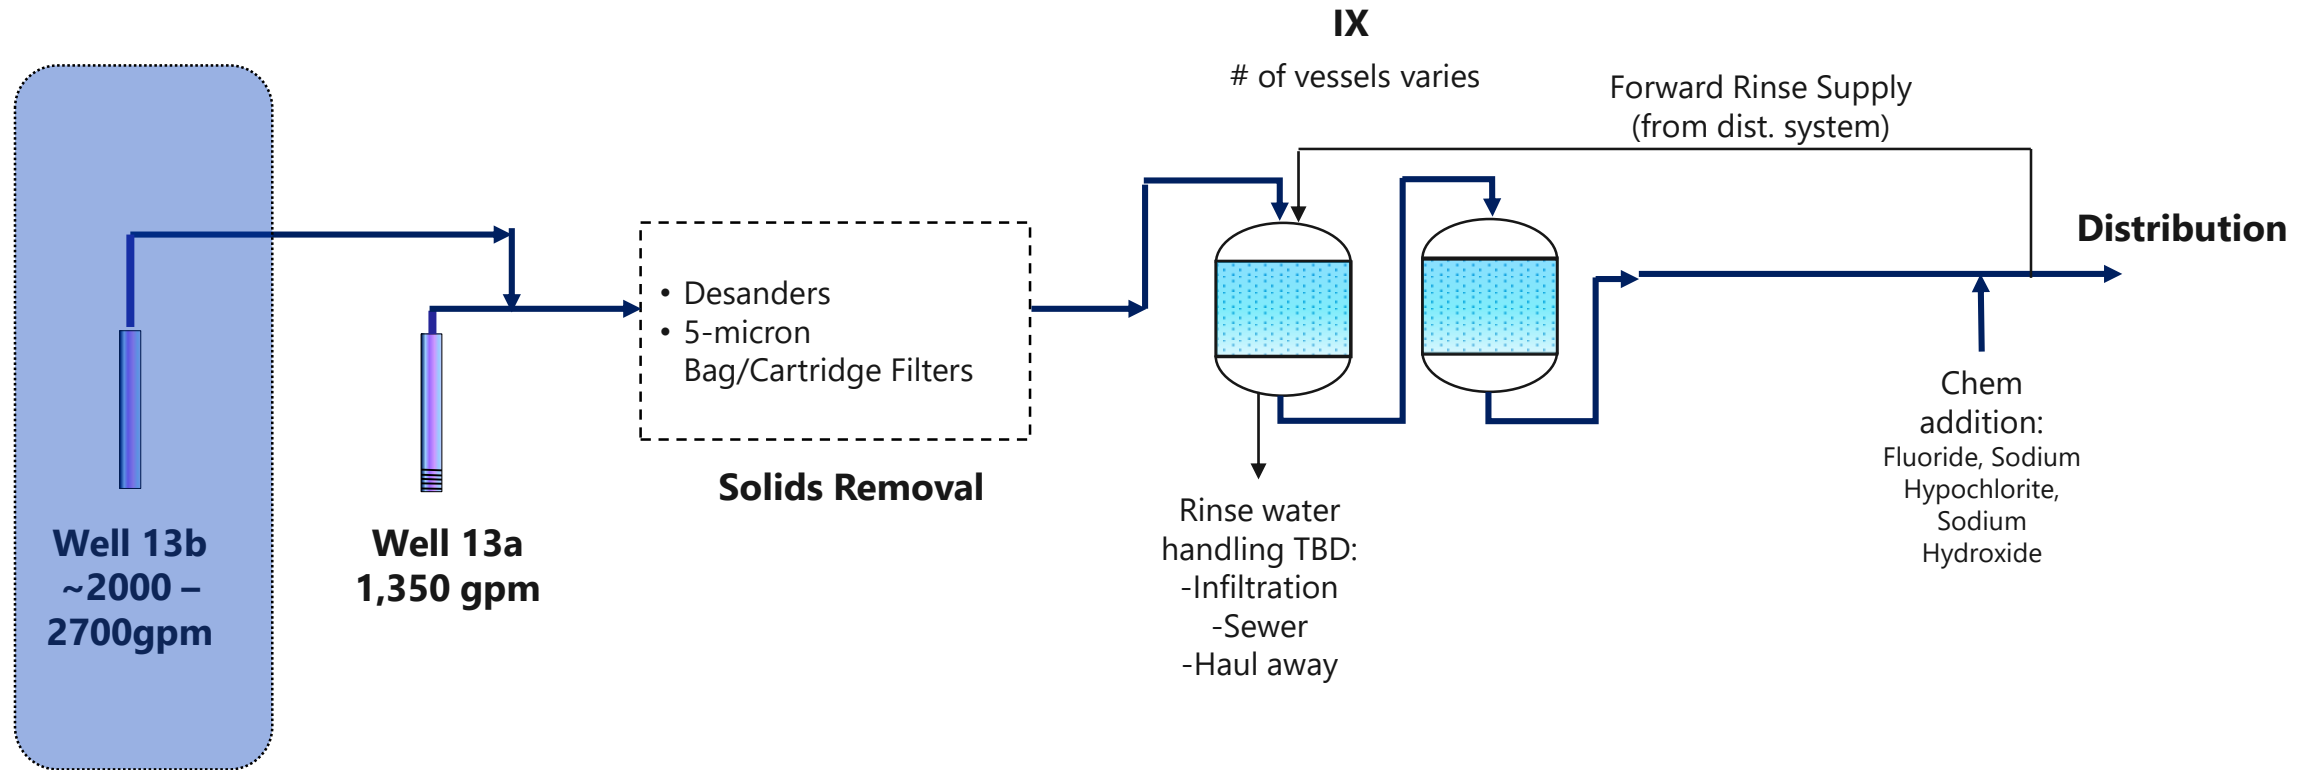 IX
# of vessels varies
Forward Rinse Supply
(from dist. system)
Distribution
• Desanders
• 5-micron
Bag/Cartridge Filters
Solids Removal
Well 13b
~2000 –
2700gpm
Well 13a
1,350 gpm
Rinse water
handling TBD:
-Infiltration
-Sewer
-Haul away
Chem
addition:
Fluoride, Sodium
Hypochlorite,
Sodium
Hydroxide